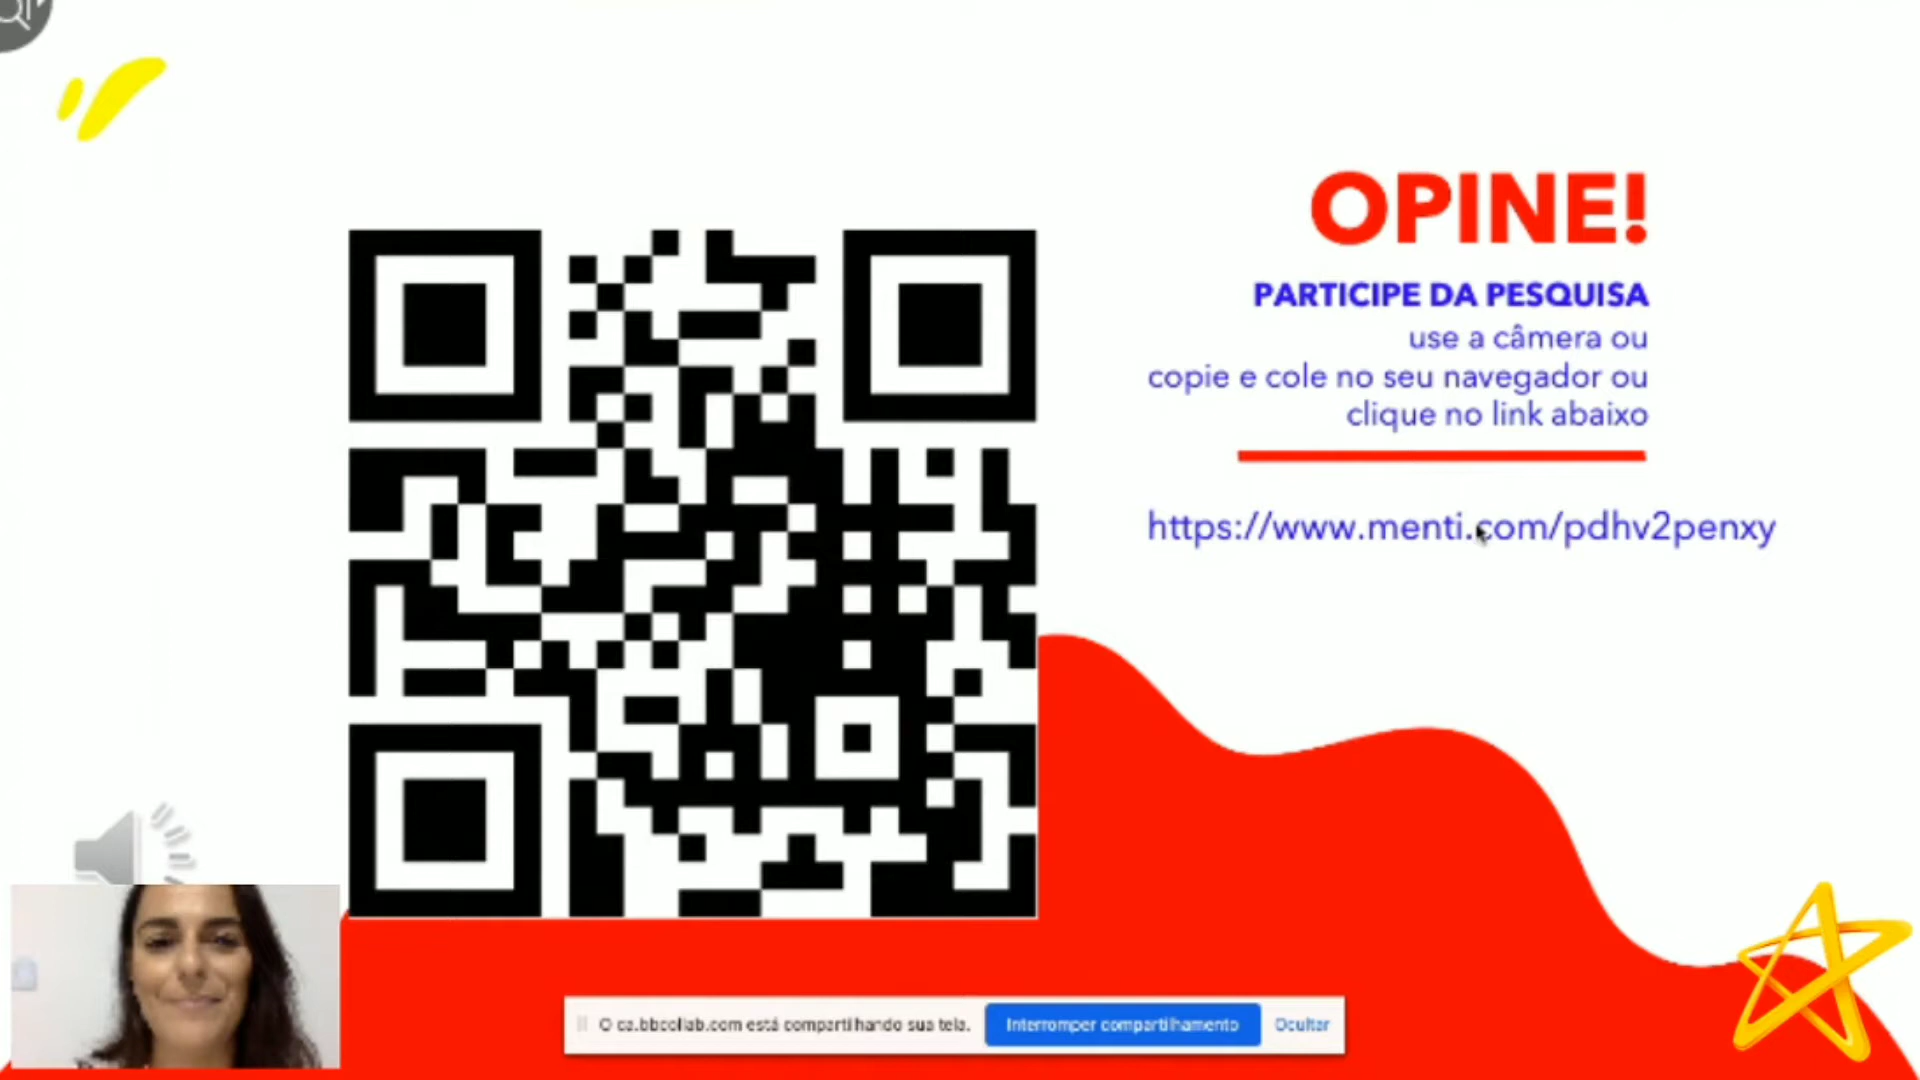 OPINE!
PARTICIPE DA PESQUISA
use a câmera ou
copie e cole no seu navegador ou
clique no link abaixo
https://www.menti.com/pdhv2penxy
O ca.bbcollab.com está compartilhando sua tela.
Interromper compartilhamento
Ocultar